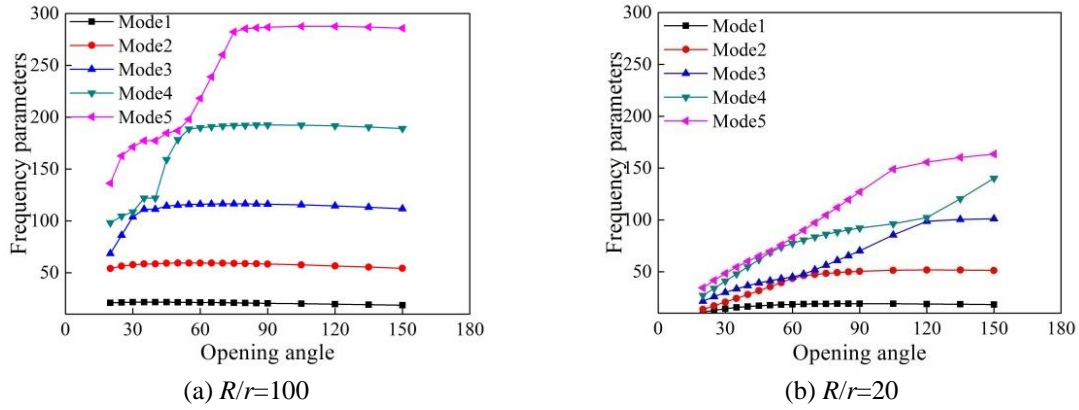 300
250
200
150
100
50
Frequency parameters
Mode1
Mode2
Mode3
Mode4
Mode5
0 30 60 90 120 150 180
Opening angle
(a) R/r=100
300
250
200
150
100
50
Frequency parameters
Mode1
Mode2
Mode3
Mode4
Mode5
0 30 60 90 120 150 180
Opening angle
(b) R/r=20